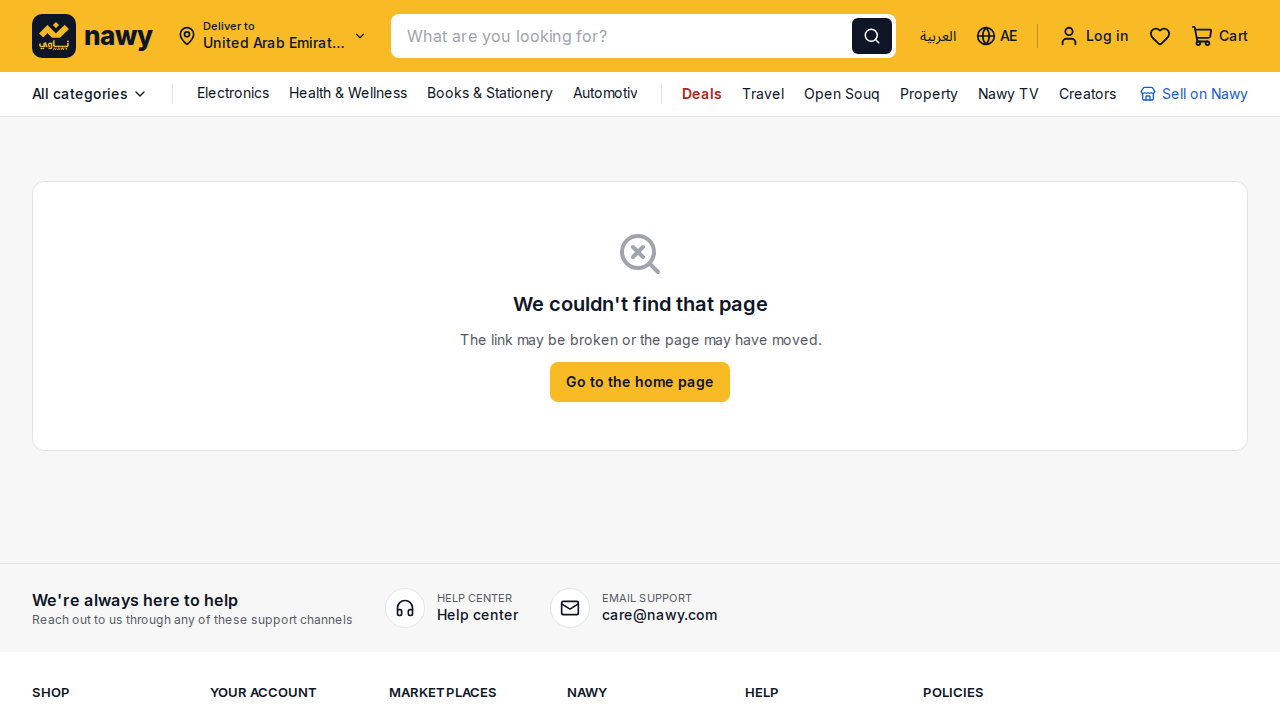 نــاوي
NAWY
nawy
Deliver to
United Arab Emirat...
What are you looking for?
العربية
AE
Log in
Cart
All categories
Electronics
Health & Wellness
Books & Stationery
Automotiv
Deals
Travel
Open Souq
Property
Nawy TV
Creators
Sell on Nawy
We couldn't find that page
The link may be broken or the page may have moved.
Go to the home page
We're always here to help
Reach out to us through any of these support channels
HELP CENTER
Help center
EMAIL SUPPORT
care@nawy.com
SHOP
YOUR ACCOUNT
MARKETPLACES
NAWY
HELP
POLICIES